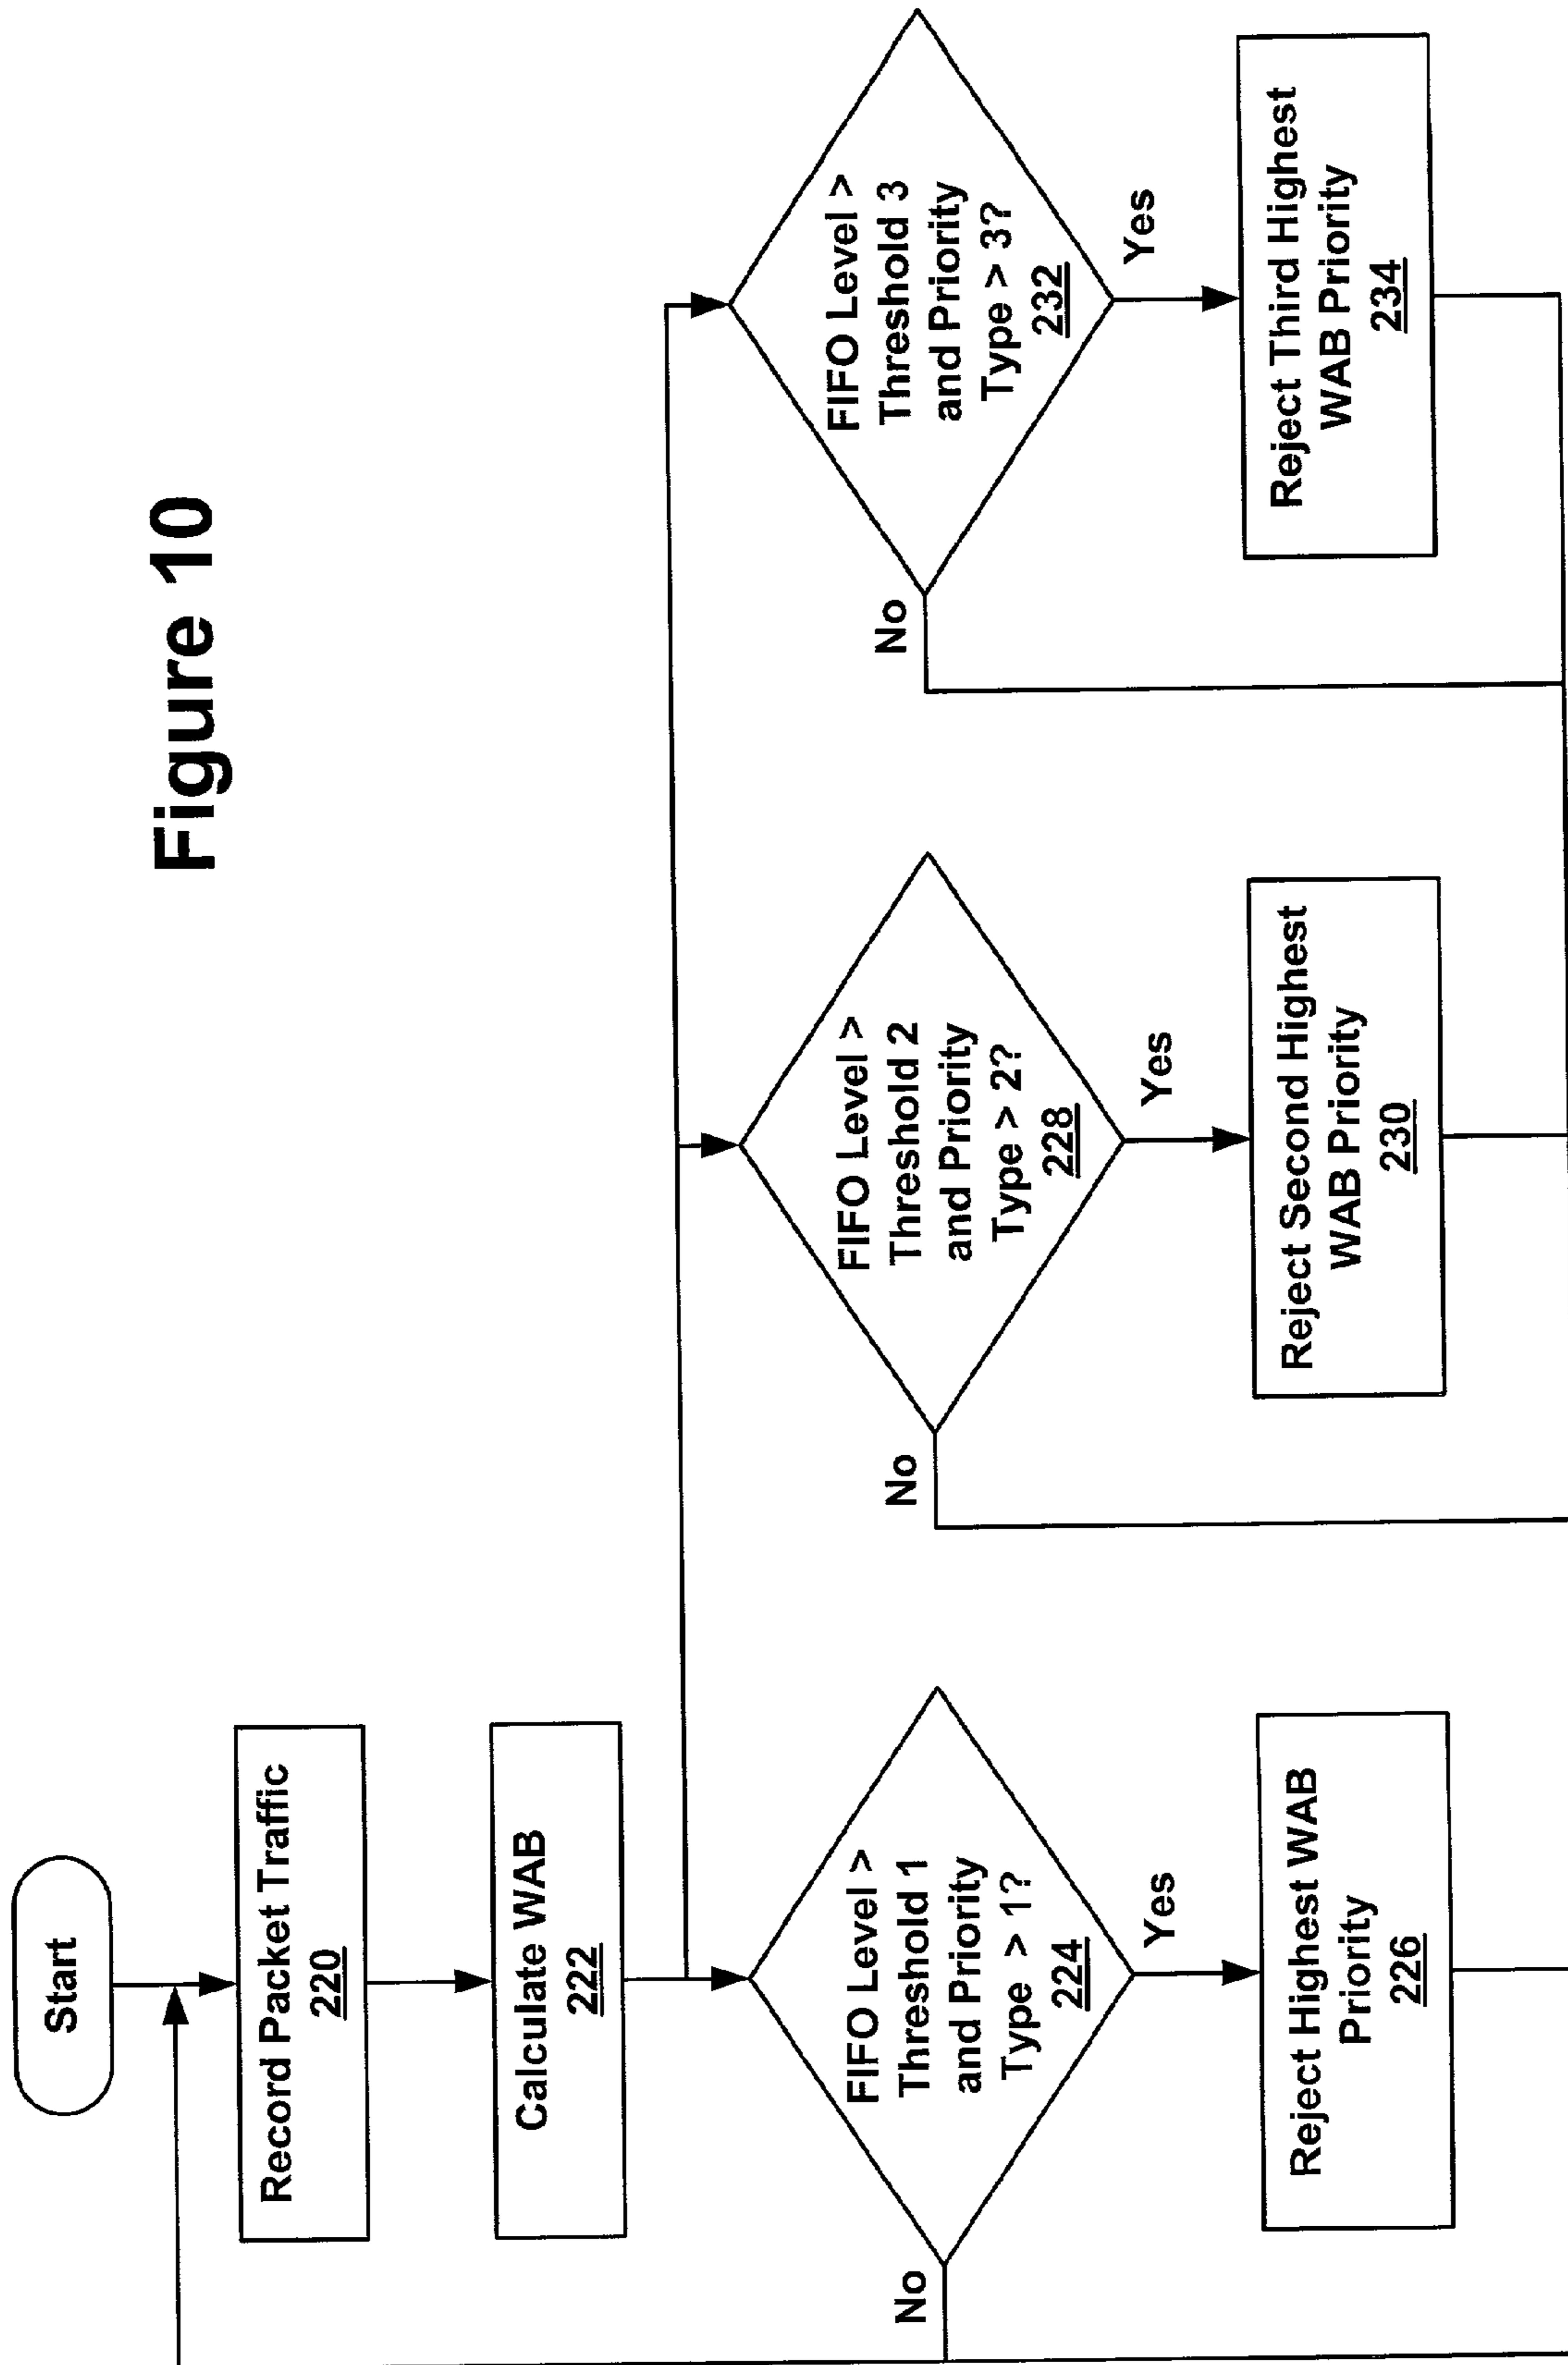 Figure 10
Start
Record Packet Traffic
220
Calculate WAB
222
FIFO Level >
Threshold 1
and Priority
Type > 1?
224
No
Yes
Reject Highest WAB
Priority
226
FIFO Level >
Threshold 2
and Priority
Type > 2?
228
No
Yes
Reject Second Highest
WAB Priority
230
FIFO Level >
Threshold 3
and Priority
Type > 3?
232
No
Yes
Reject Third Highest
WAB Priority
234